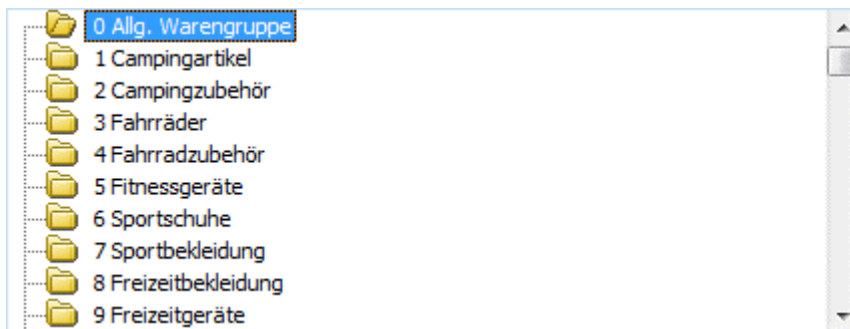 0 Allg. Warengruppe
1 Campingartikel
2 Campingzubehör
3 Fahrräder
4 Fahrradzubehör
5 Fitnessgeräte
6 Sportschuhe
7 Sportbekleidung
8 Freizeitbekleidung
9 Freizeitgeräte